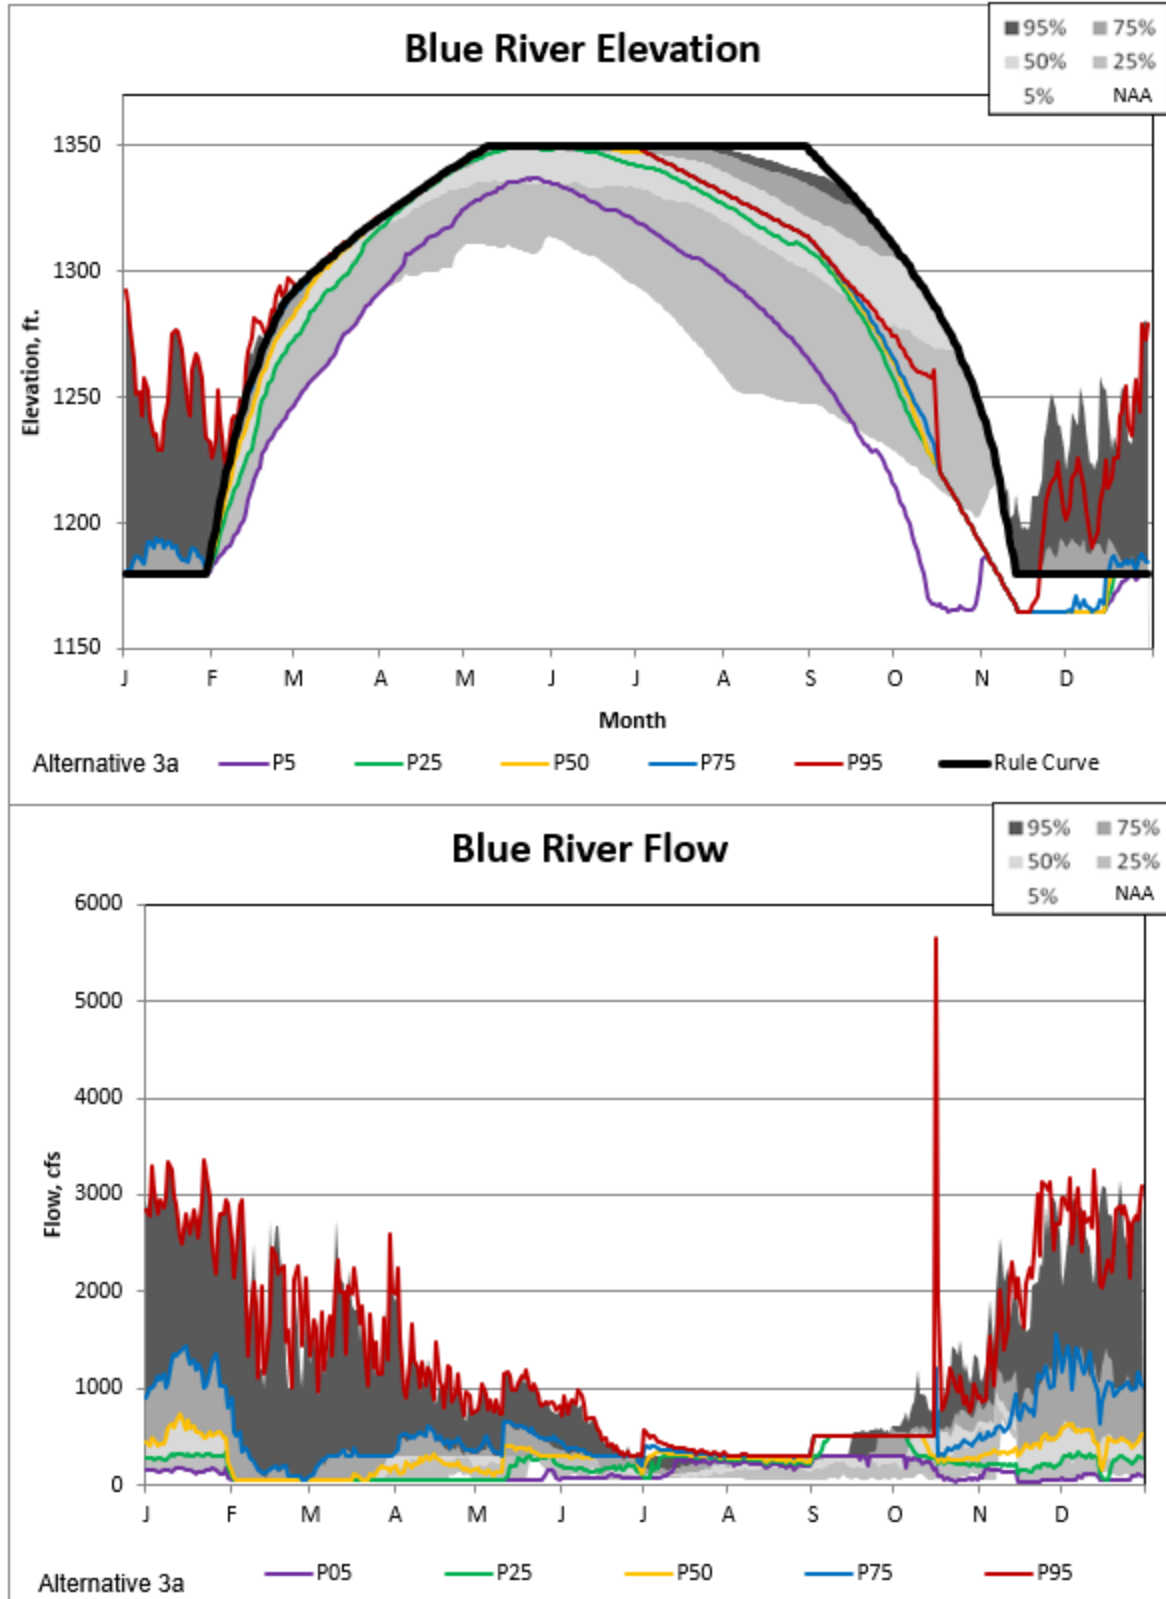 Blue River Elevation
95% 75%
50% 25%
5% NAA
Elevation, ft.
1350
1300
1250
1200
1150
J F M A M J J A S O N D
Month
Alternative 3a P5 P25 P50 P75 P95 Rule Curve
Blue River Flow
95% 75%
50% 25%
5% NAA
Flow, cfs
6000
5000
4000
3000
2000
1000
0
J F M A M J J A S O N D
Alternative 3a P05 P25 P50 P75 P95